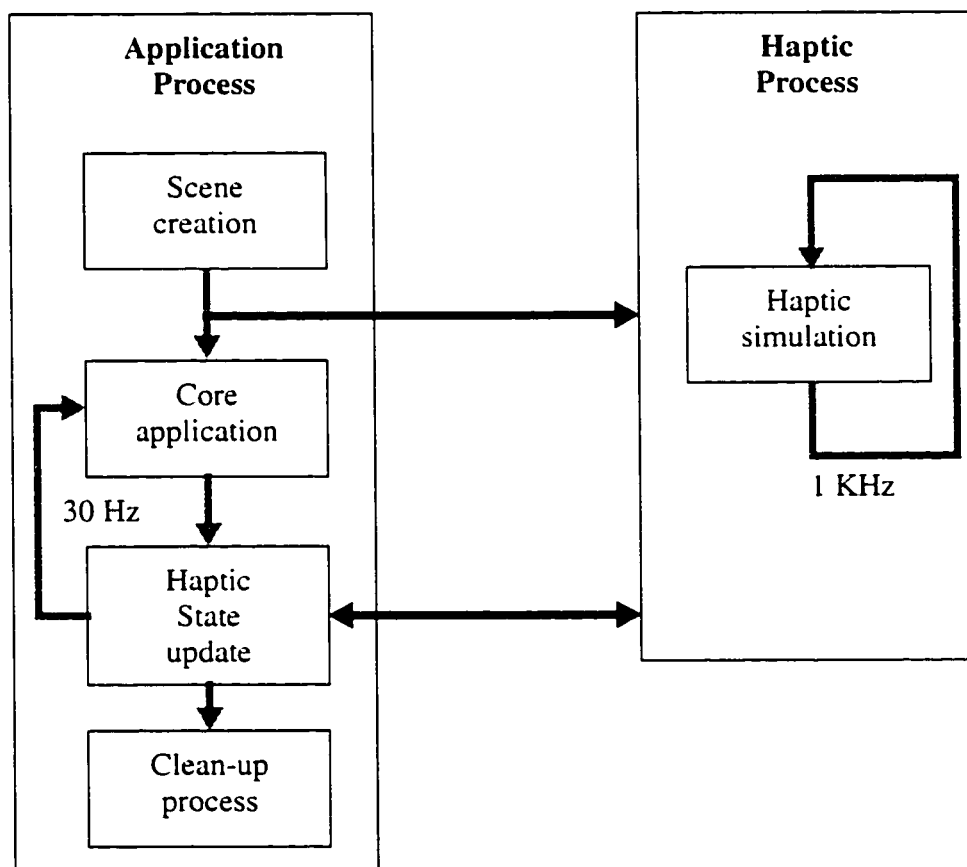 Application
Process
Scene
creation
Core
application
30 Hz
Haptic
State
update
Clean-up
process
Haptic
Process
Haptic
simulation
1 KHz